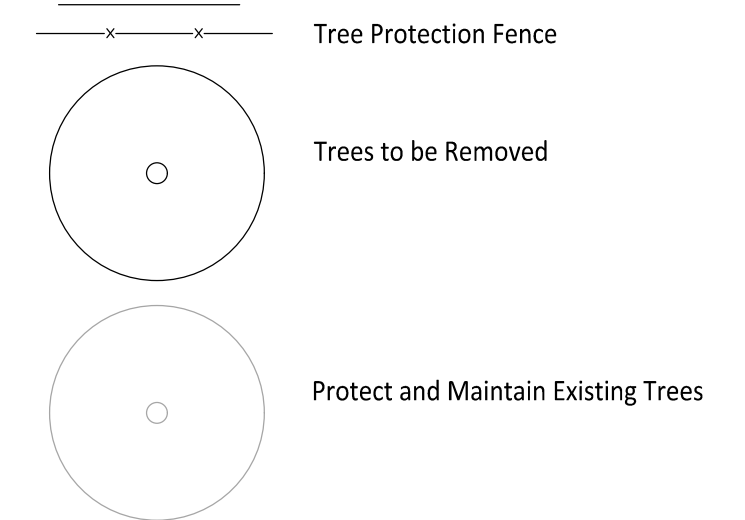 x x Tree Protection Fence
Trees to be Removed
Protect and Maintain Existing Trees